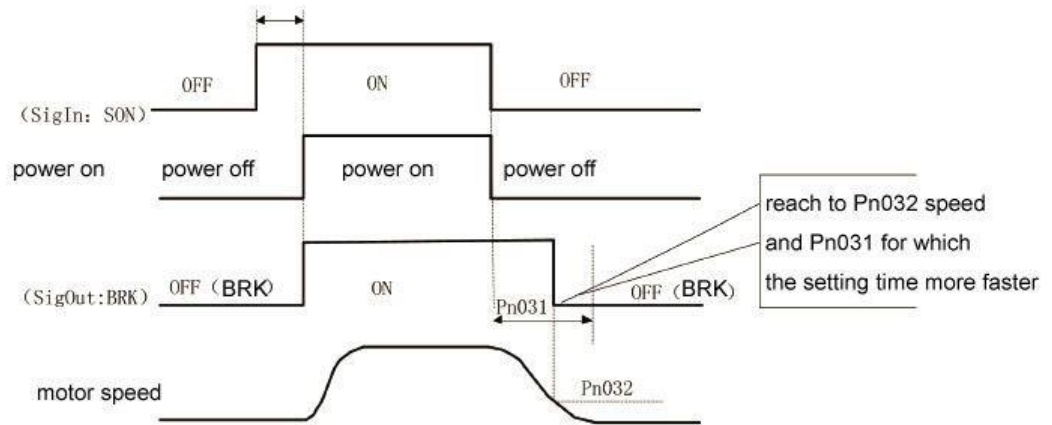 OFF
ON
OFF
(SigIn: SON)
power on
power off
power on
power off
reach to Pn032 speed
and Pn031 for which
the setting time more faster
(SigOut:BRK)
OFF (BRK)
ON
Pn031
OFF (BRK)
motor speed
Pn032